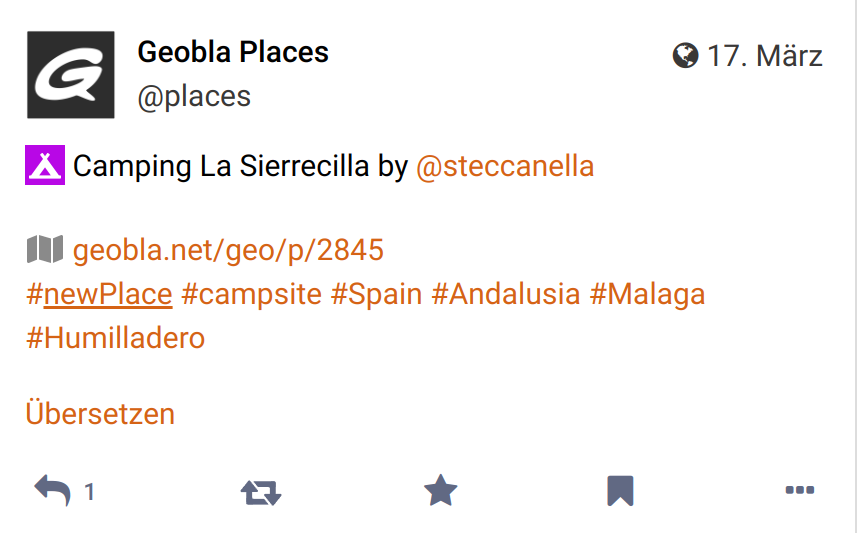 Geobla Places
17. März
@places
Camping La Sierrecilla by @steccanella
geobla.net/geo/p/2845
#newPlace #campsite #Spain #Andalusia #Malaga
#Humilladero
Übersetzen
1